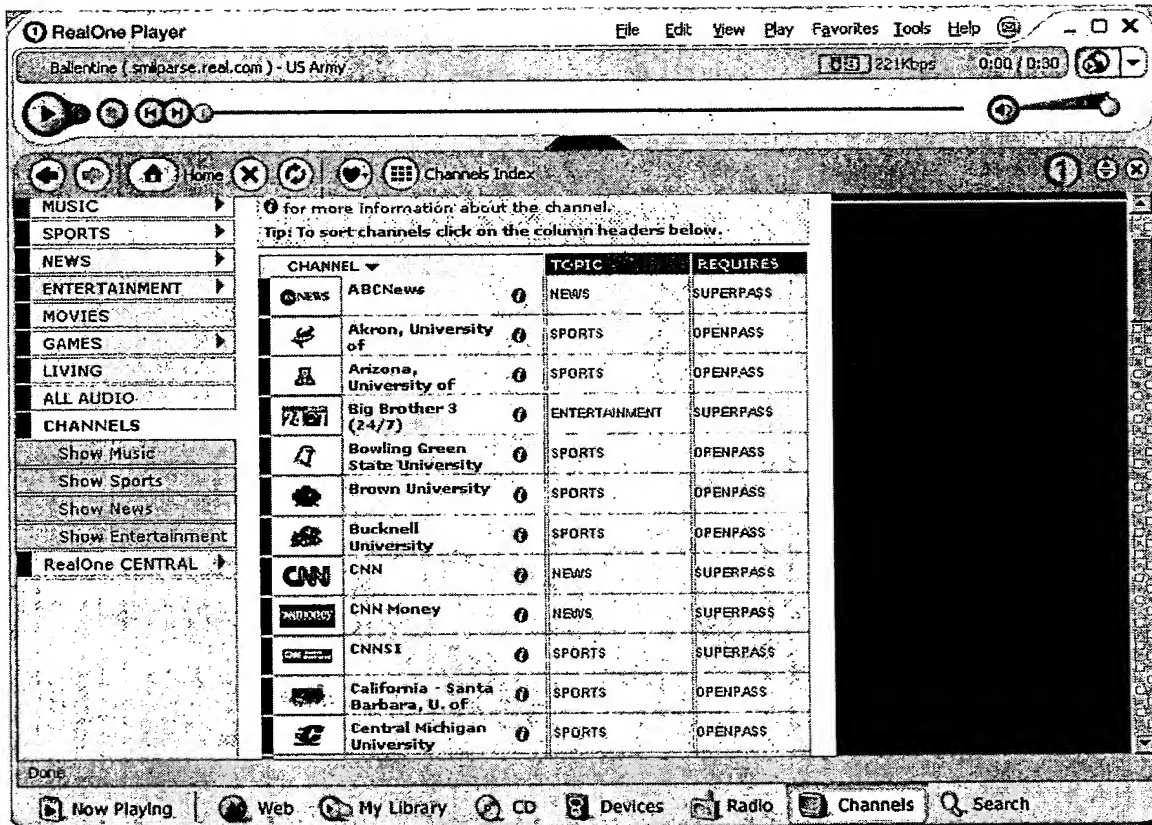 RealOne Player File Edit View Play Favorites Tools Help
Ballentine ( smilparse.real.com ) - US Army 221Kbps 0:00 / 0:30
Home Channels Index
MUSIC
SPORTS
NEWS
ENTERTAINMENT
MOVIES
GAMES
LIVING
ALL AUDIO
CHANNELS
Show Music
Show Sports
Show News
Show Entertainment
RealOne CENTRAL
i for more information about the channel.
Tip: To sort channels click on the column headers below.
CHANNEL TOPIC REQUIRES
NEWS ABCNews i NEWS SUPERPASS
Akron, University
of i SPORTS OPENPASS
Arizona,
University of i SPORTS OPENPASS
Big Brother 3
(24/7) i ENTERTAINMENT SUPERPASS
Bowling Green
State University i SPORTS OPENPASS
Brown University i SPORTS OPENPASS
Bucknell
University i SPORTS OPENPASS
CNN CNN i NEWS SUPERPASS
CNN Money i NEWS SUPERPASS
CNNSI i SPORTS SUPERPASS
California - Santa
Barbara, U. of i SPORTS OPENPASS
Central Michigan
University i SPORTS OPENPASS
Done
Now Playing Web My Library CD Devices Radio Channels Search